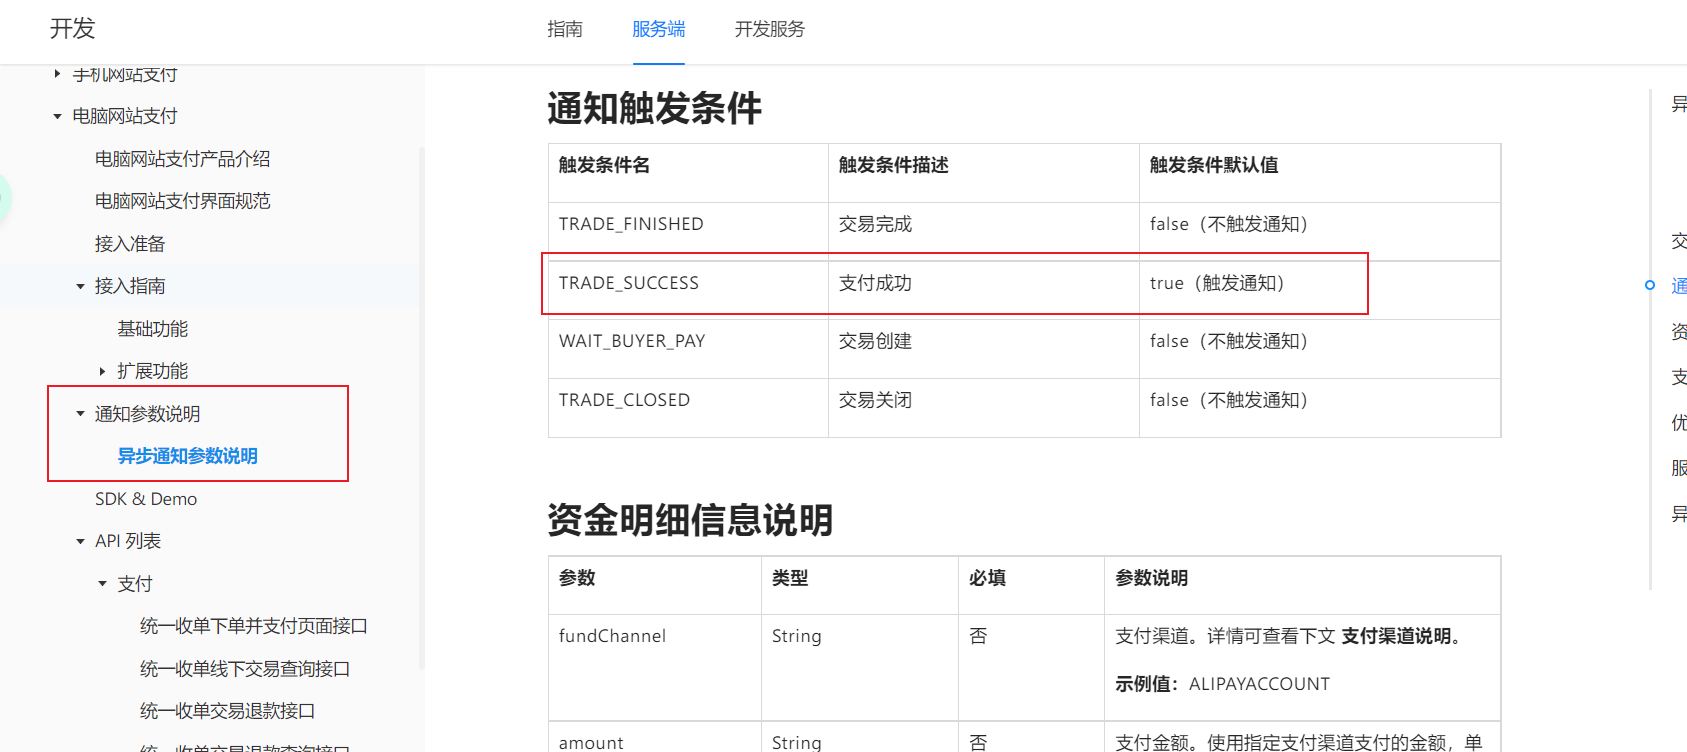 开发
指南
服务端
开发服务
手机网站支付
电脑网站支付
电脑网站支付产品介绍
电脑网站支付界面规范
接入准备
接入指南
基础功能
扩展功能
通知参数说明
异步通知参数说明
SDK & Demo
API 列表
支付
统一收单下单并支付页面接口
统一收单线下交易查询接口
统一收单交易退款接口
统一收单交易退款查询接口
通知触发条件
触发条件名 触发条件描述 触发条件默认值
TRADE_FINISHED 交易完成 false（不触发通知）
TRADE_SUCCESS 支付成功 true（触发通知）
WAIT_BUYER_PAY 交易创建 false（不触发通知）
TRADE_CLOSED 交易关闭 false（不触发通知）
资金明细信息说明
参数 类型 必填 参数说明
fundChannel String 否 支付渠道。详情可查看下文 支付渠道说明。
示例值：ALIPAYACCOUNT
amount String 否 支付金额。使用指定支付渠道支付的金额，单
异
交
通
资
支
优
服
异